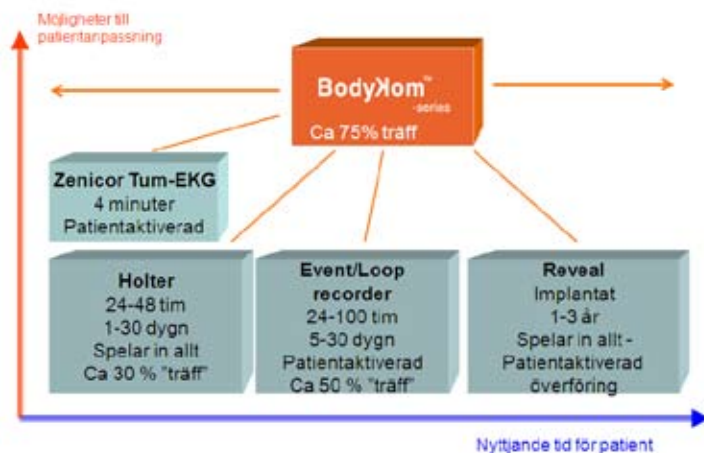 Möjligheter till
patientanpassning
BodyKom™
-series
Ca 75% träff
Zenicor Tum-EKG
4 minuter
Patientaktiverad
Holter
24-48 tim
1-30 dygn
Spelar in allt
Ca 30 % "träff"
Event/Loop
recorder
24-100 tim
5-30 dygn
Patientaktiverad
Ca 50 % "träff"
Reveal
Implantat
1-3 år
Spelar in allt -
Patientaktiverad
överföring
Nyttjande tid för patient